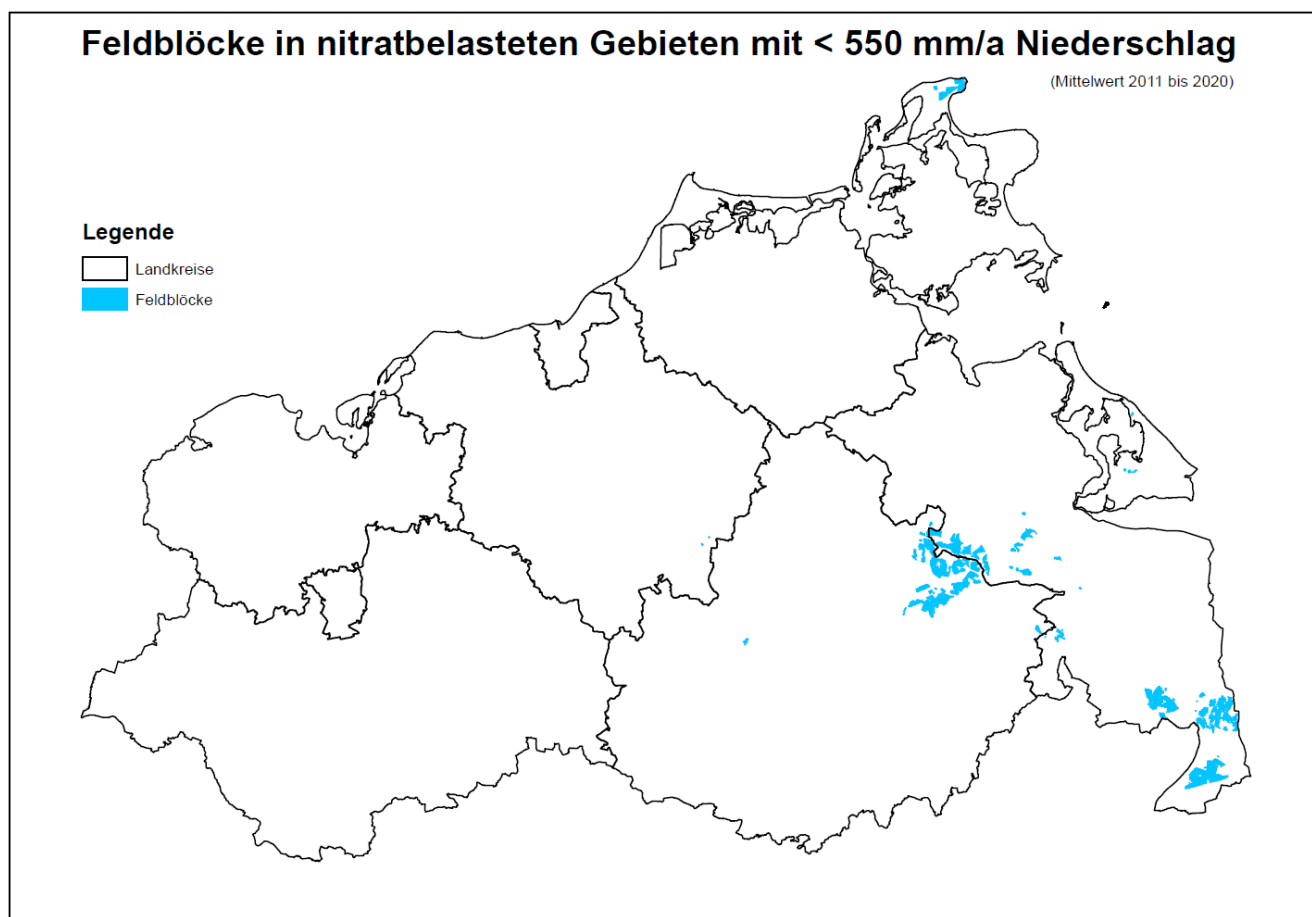 Feldblöcke in nitratbelasteten Gebieten mit < 550 mm/a Niederschlag
(Mittelwert 2011 bis 2020)
Legende
Landkreise
Feldblöcke